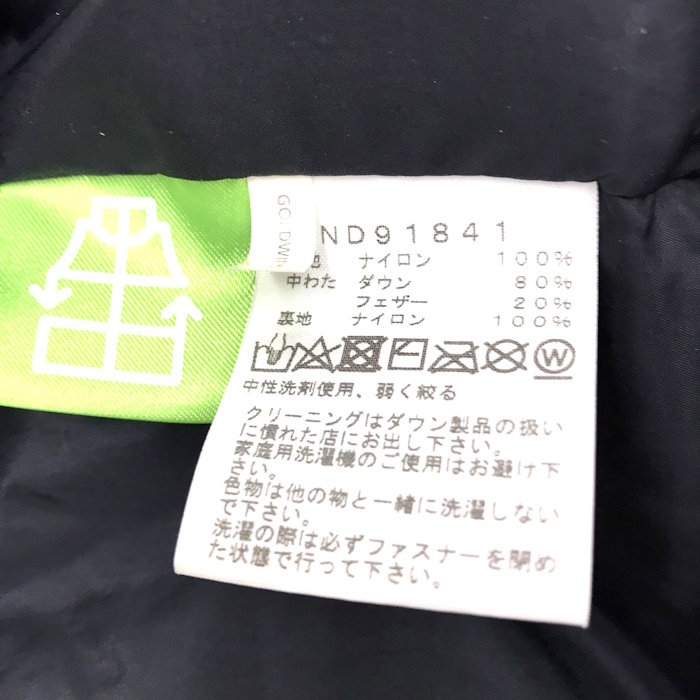 GC. DWI
ND91841
地 ナイロン 100%
中わた ダウン 80%
フェザー 20%
裏地 ナイロン 100%
W
中性洗剤使用、弱く絞る
クリーニングはダウン製品の扱い
に慣れた店にお出し下さい。
家庭用洗濯機のご使用はお避け下
さい。
色物は他の物と一緒に洗濯しない
で下さい。
洗濯の際は必ずファスナーを閉め
た状態で行って下さい。